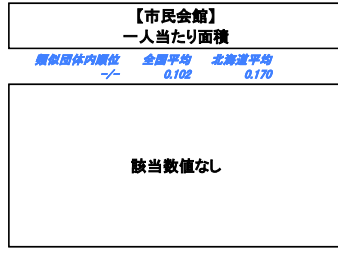 【市民会館】
一人当たり面積
類似団体内順位 全国平均 北海道平均
-/- 0.102 0.170
該当数値なし